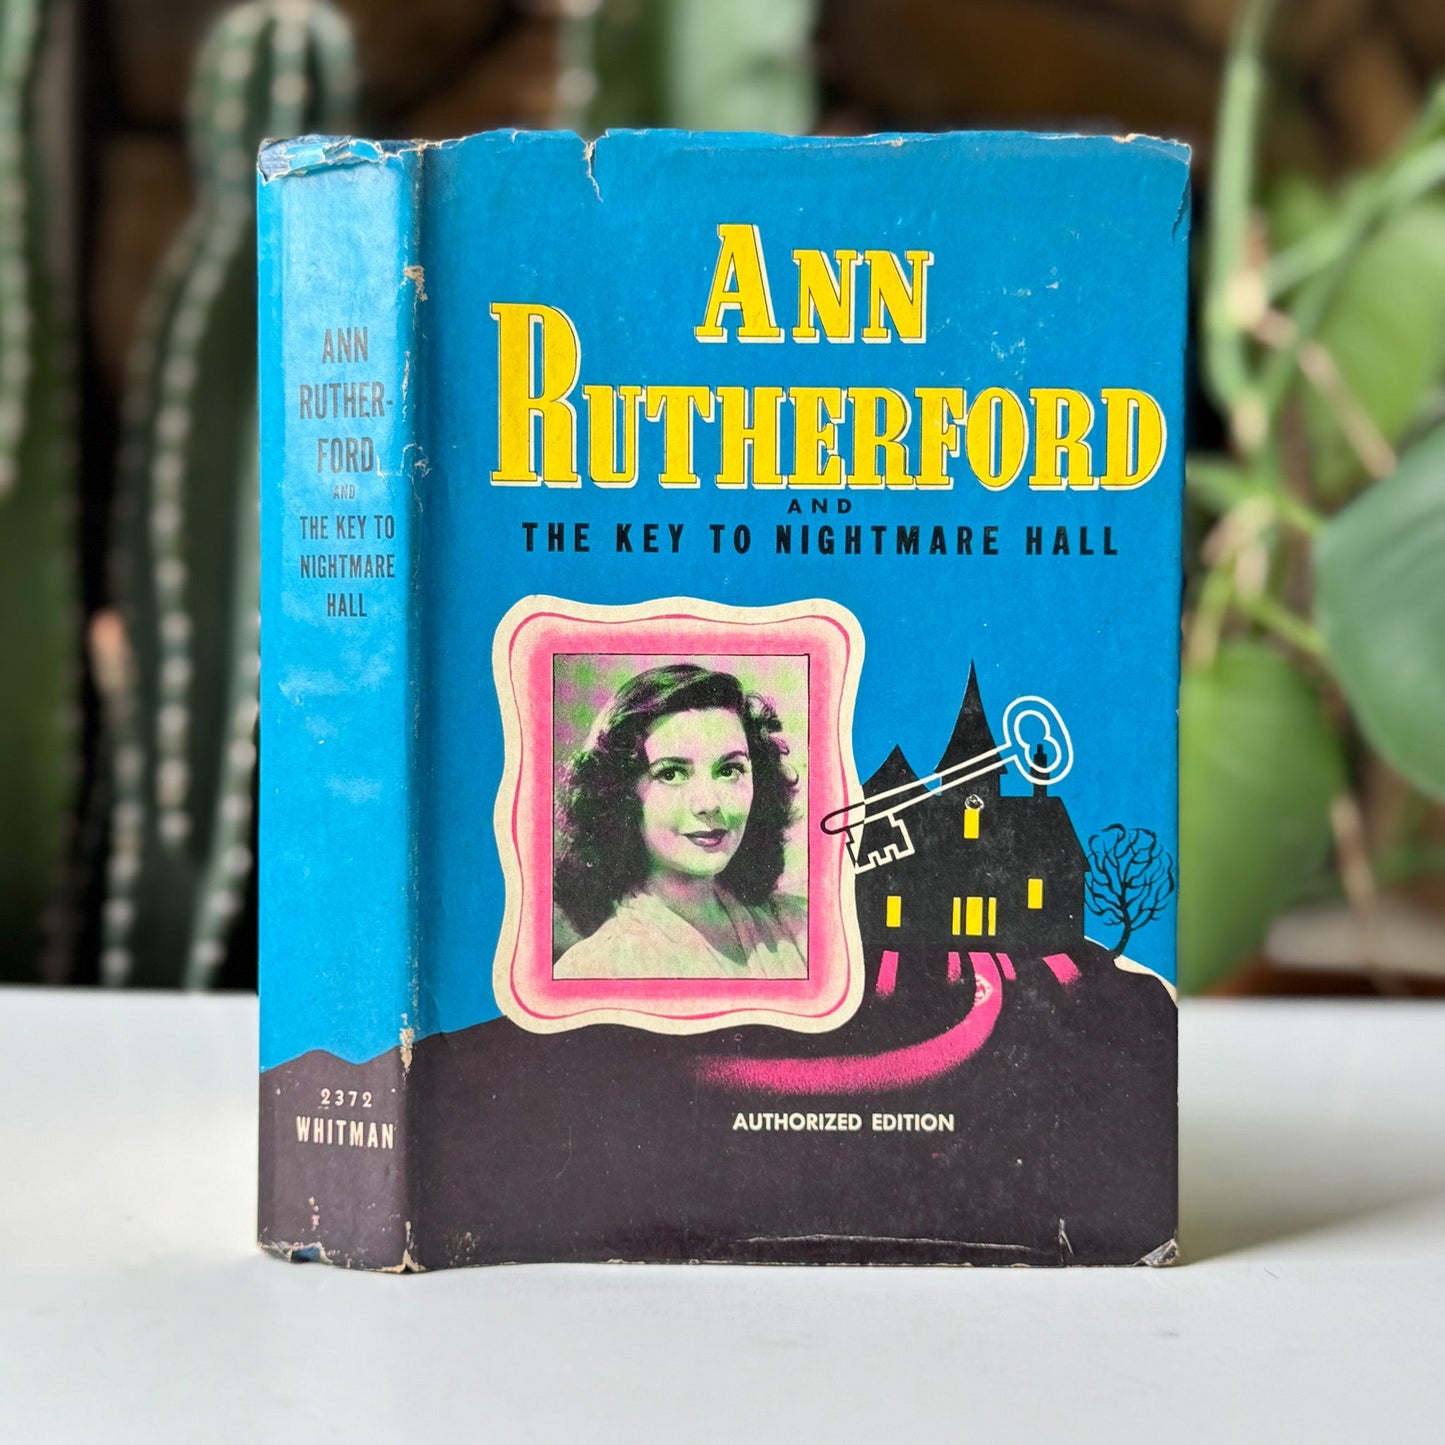 ANN
RUTHER-
FORD
AND
THE KEY TO
NIGHTMARE
HALL
2372
WHITMAN
ANN
RUTHERFORD
AND
THE KEY TO NIGHTMARE HALL
AUTHORIZED EDITION